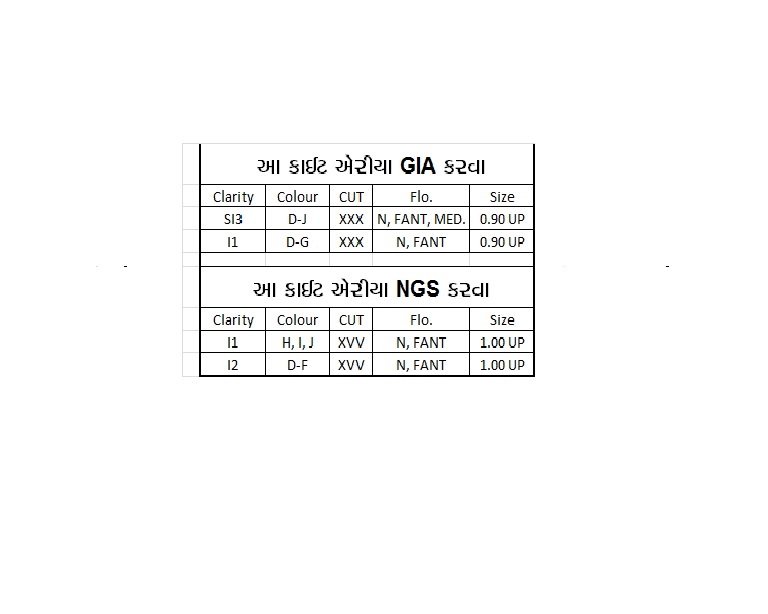 આ કાઈટ એરીયા GIA કરવા
Clarity Colour CUT Flo. Size
SI3 D-J XXX N, FANT, MED. 0.90 UP
I1 D-G XXX N, FANT 0.90 UP
આ કાઈટ એરીયા NGS કરવા
Clarity Colour CUT Flo. Size
I1 H, I, J XVV N, FANT 1.00 UP
I2 D-F XVV N, FANT 1.00 UP